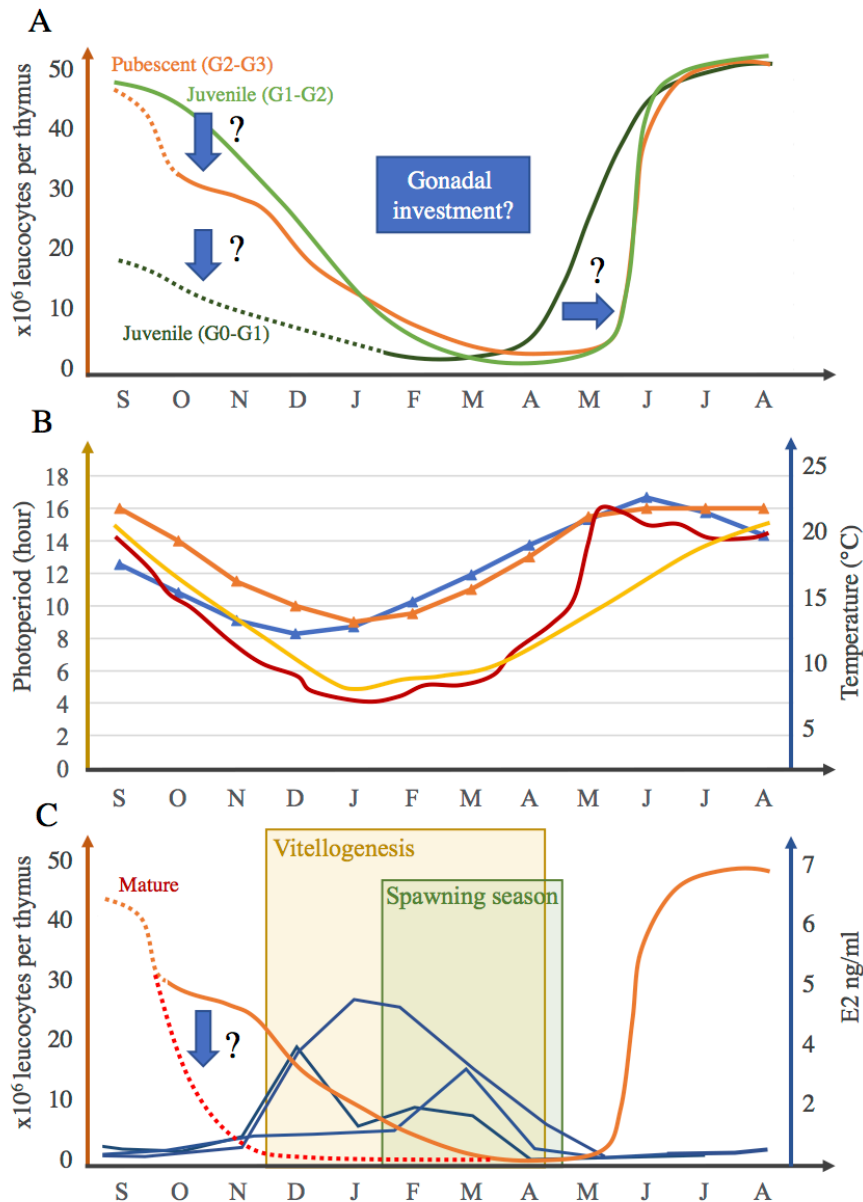 A
Pubescent (G2-G3)
Juvenile (G1-G2)
?
Gonadal
investment?
?
?
Juvenile (G0-G1)
x10⁶ leucocytes per thymus
50
40
30
20
10
0
S O N D J F M A M J J A
B
Photoperiod (hour)
18
16
14
12
10
8
6
4
2
0
Temperature (°C)
25
20
15
10
5
S O N D J F M A M J J A
C
Vitellogenesis
Mature
Spawning season
?
x10⁶ leucocytes per thymus
50
40
30
20
10
0
E2 ng/ml
7
6
5
4
2
S O N D J F M A M J J A